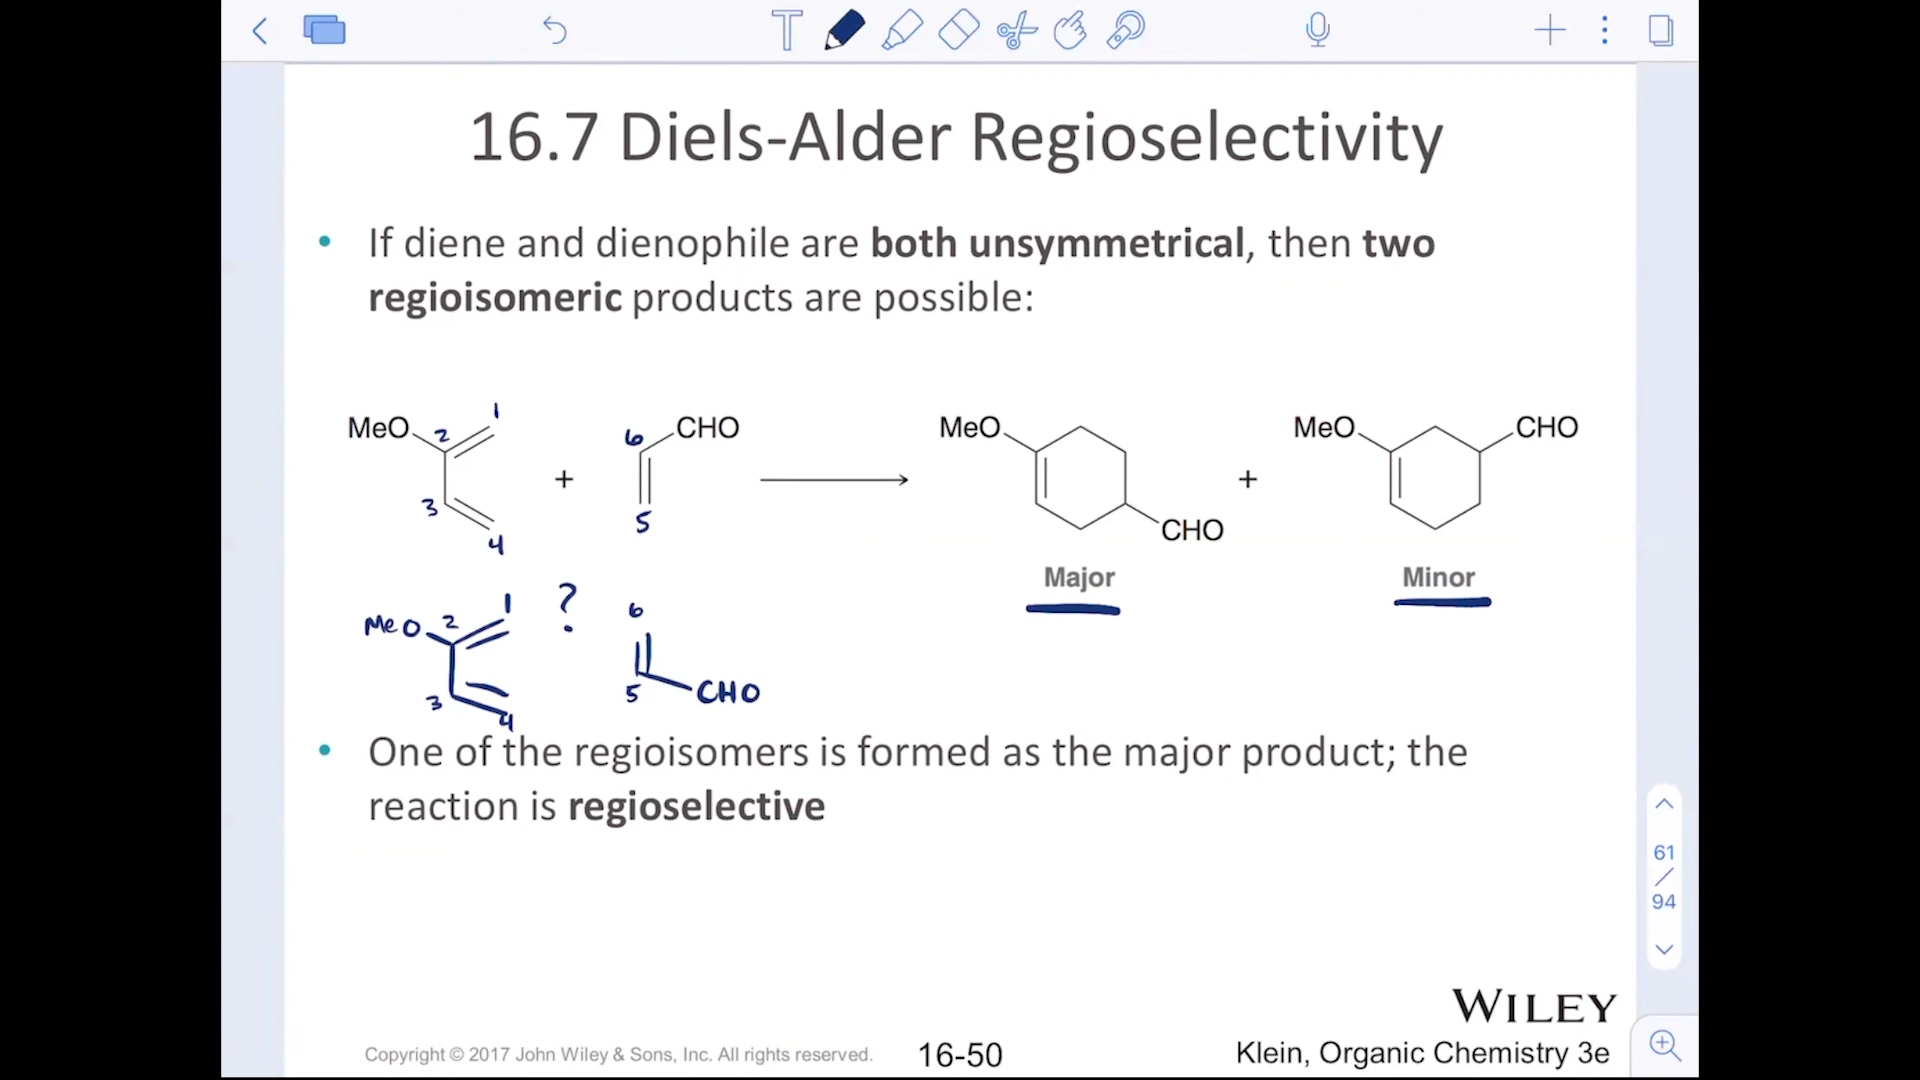 T
16.7 Diels-Alder Regioselectivity
• If diene and dienophile are both unsymmetrical, then two
regioisomeric products are possible:
MeO 2 1 3 4 + 6 CHO 5 MeO CHO + MeO CHO
Major Minor
MeO 2 1 3 4 ? 6 5 CHO
• One of the regioisomers is formed as the major product; the
reaction is regioselective
61
/
94
WILEY
Copyright © 2017 John Wiley & Sons, Inc. All rights reserved. 16-50 Klein, Organic Chemistry 3e